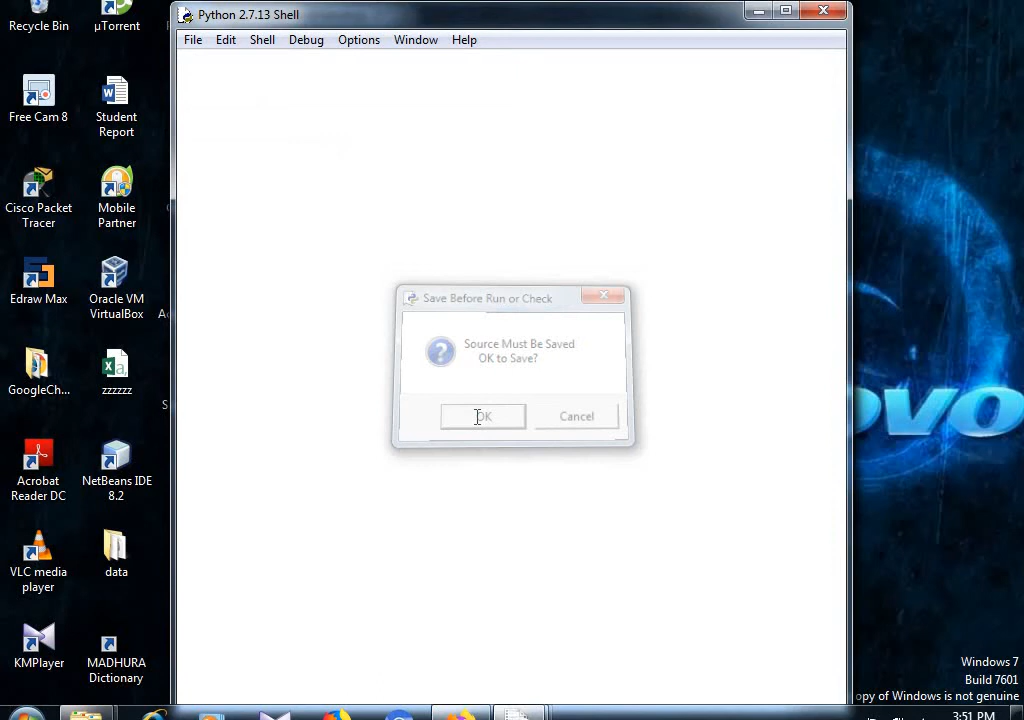 Python 2.7.13 Shell
File Edit Shell Debug Options Window Help
Recycle Bin
µTorrent
Free Cam 8
Student
Report
Cisco Packet
Tracer
Mobile
Partner
Edraw Max
Oracle VM
VirtualBox
GoogleCh...
zzzzzz
Acrobat
Reader DC
NetBeans IDE
8.2
VLC media
player
data
KMPlayer
MADHURA
Dictionary
Save Before Run or Check
Source Must Be Saved
OK to Save?
OK Cancel
ovo
Windows 7
Build 7601
opy of Windows is not genuine
3:51 PM